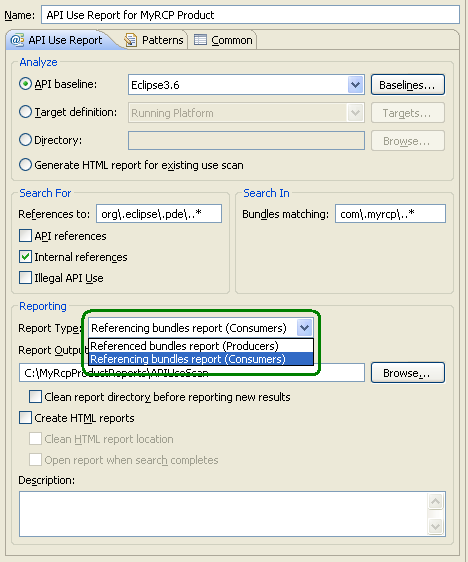 Name: API Use Report for MyRCP Product
API Use Report Patterns Common
Analyze
API baseline: Eclipse3.6 Baselines...
Target definition: Running Platform Targets...
Directory: Browse...
Generate HTML report for existing use scan
Search For Search In
References to: org\.eclipse\.pde\..* Bundles matching: com\.myrcp\..*
API references
Internal references
Illegal API Use
Reporting
Report Type: Referencing bundles report (Consumers)
Referenced bundles report (Producers)
Report Outpu Referencing bundles report (Consumers)
C:\MyRcpProductReports\APIUseScan Browse...
Clean report directory before reporting new results
Create HTML reports
Clean HTML report location
Open report when search completes
Description: